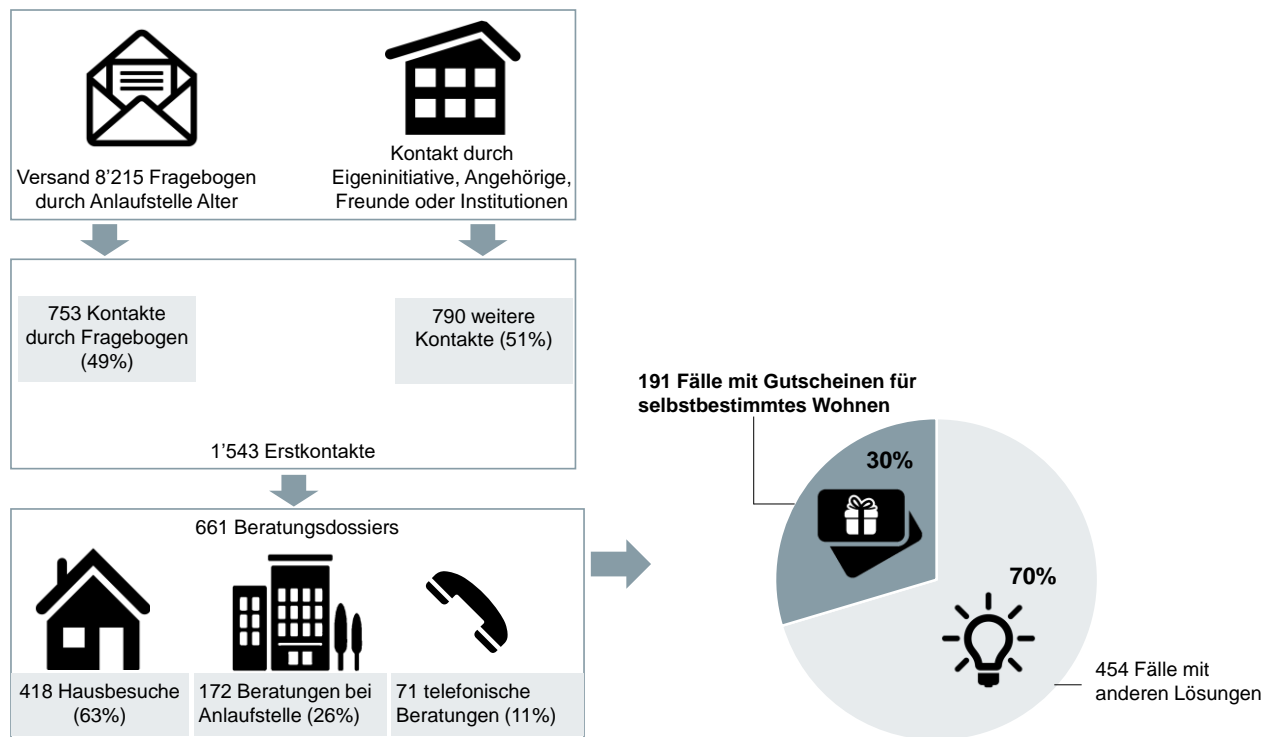 Versand 8’215 Fragebogen
durch Anlaufstelle Alter
Kontakt durch
Eigeninitiative, Angehörige,
Freunde oder Institutionen
753 Kontakte
durch Fragebogen
(49%)
790 weitere
Kontakte (51%)
1’543 Erstkontakte
661 Beratungsdossiers
418 Hausbesuche
(63%)
172 Beratungen bei
Anlaufstelle (26%)
71 telefonische
Beratungen (11%)
191 Fälle mit Gutscheinen für
selbstbestimmtes Wohnen
30%
70%
454 Fälle mit
anderen Lösungen